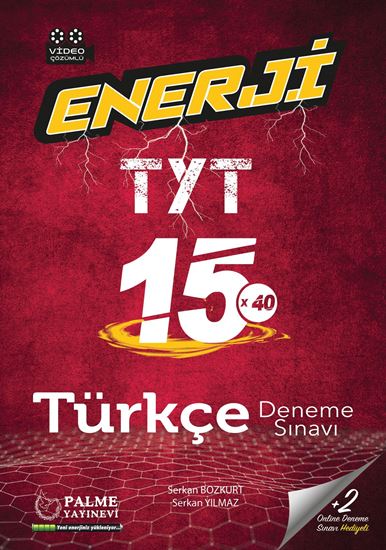 VİDEO
ÇÖZÜMLÜ
ENERJİ
TYT
15 x 40
Türkçe Deneme
Sınavı
Serkan BOZKURT
Serkan YILMAZ
PALME
YAYINEVİ
Yeni enerjiniz yükleniyor...
+2
Online Deneme
Sınavı Hediyeli